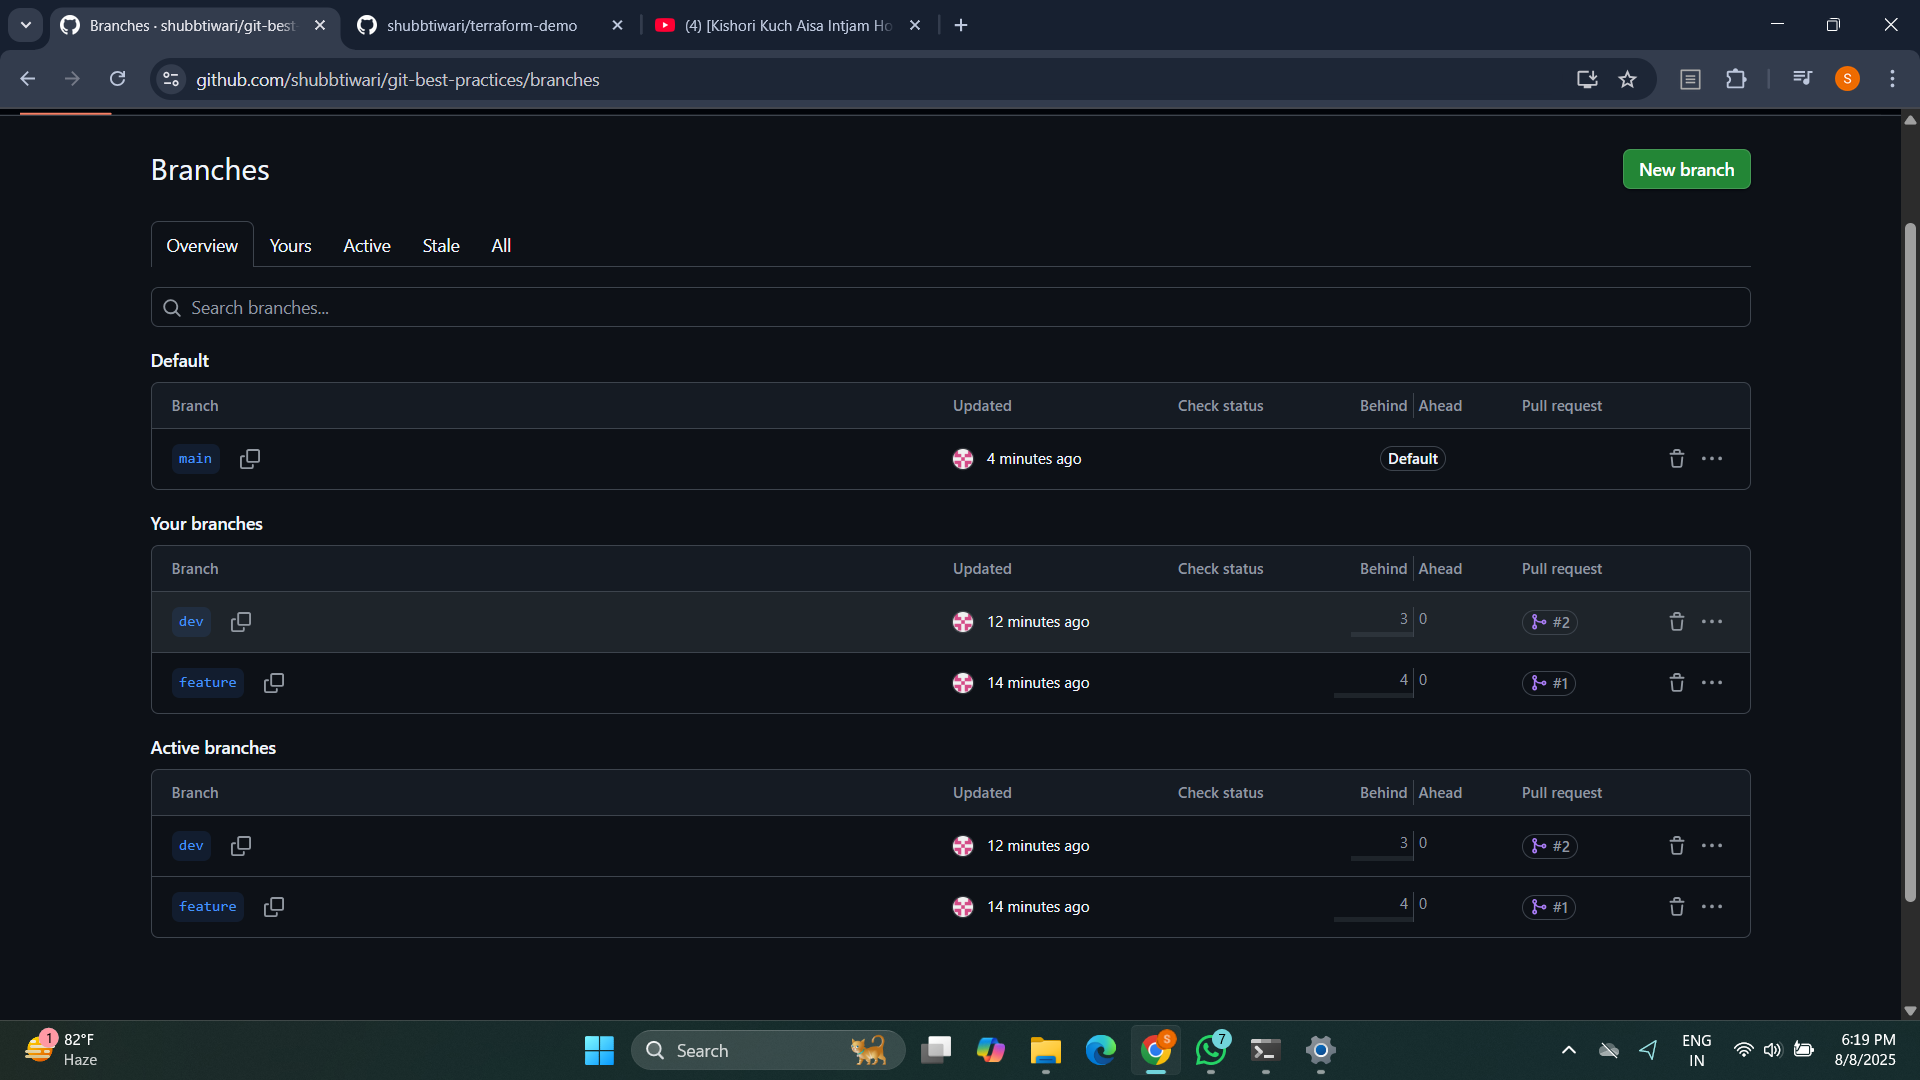 Branches · shubbtiwari/git-best-
shubbtiwari/terraform-demo
(4) [Kishori Kuch Aisa Intjam Ho
github.com/shubbtiwari/git-best-practices/branches
S
Branches
New branch
Overview Yours Active Stale All
Search branches...
Default
Branch Updated Check status Behind Ahead Pull request
main 4 minutes ago Default
Your branches
Branch Updated Check status Behind Ahead Pull request
dev 12 minutes ago 3 0 #2
feature 14 minutes ago 4 0 #1
Active branches
Branch Updated Check status Behind Ahead Pull request
dev 12 minutes ago 3 0 #2
feature 14 minutes ago 4 0 #1
1
82°F
Haze
Search
S
7
ENG
IN
6:19 PM
8/8/2025